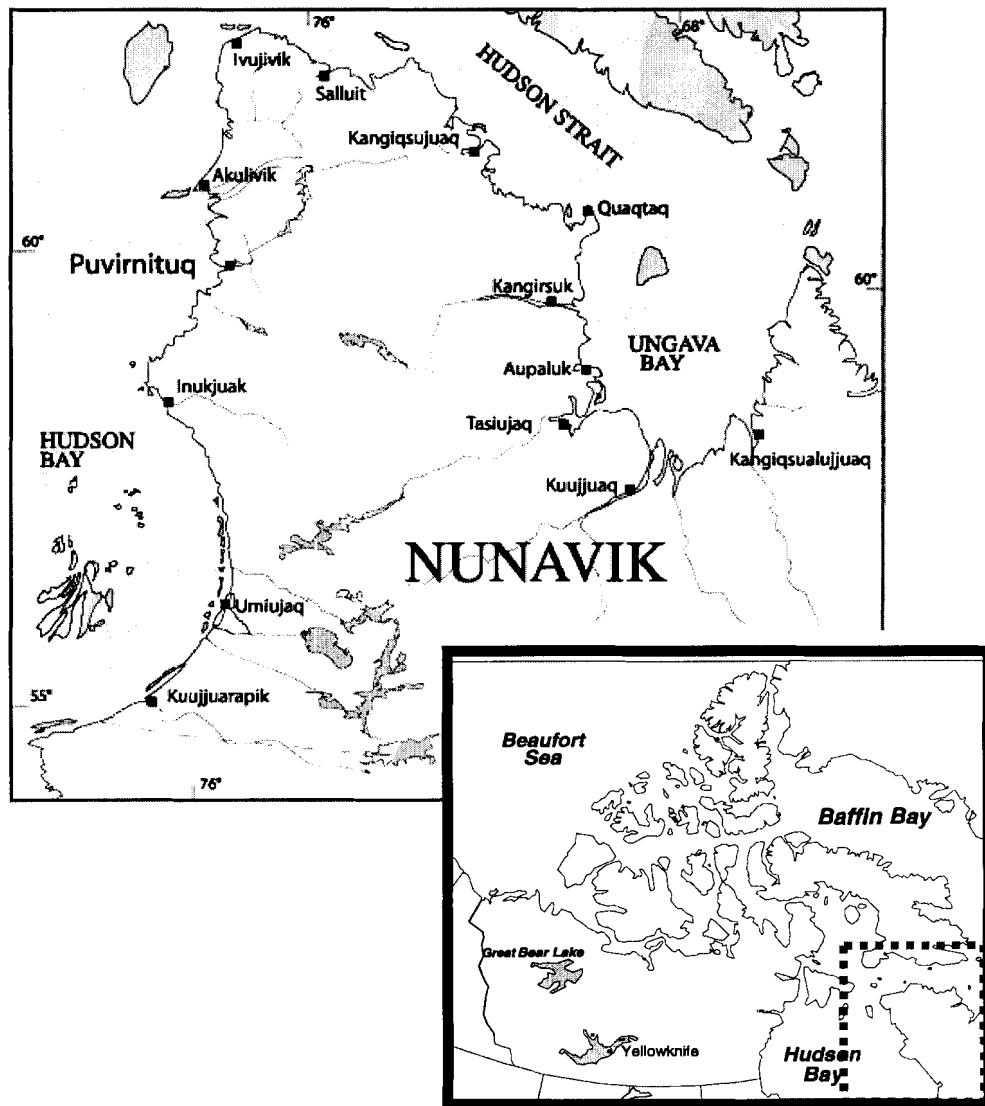 76°
68°
Ivujivik
Salluit
HUDSON STRAIT
Kangiqsujuaq
Akulivik
Quaqtaq
60°
Puvirnituq
Kangirsuk
60°
UNGAVA
BAY
Aupaluk
Inukjuak
Tasiujaq
HUDSON
BAY
Kangiqsualujjuaq
Kuujjuaq
NUNAVIK
Umiujaq
55°
Kuujjuarapik
76°
Beaufort
Sea
Baffin Bay
Great Bear Lake
Yellowknife
Hudson
Bay